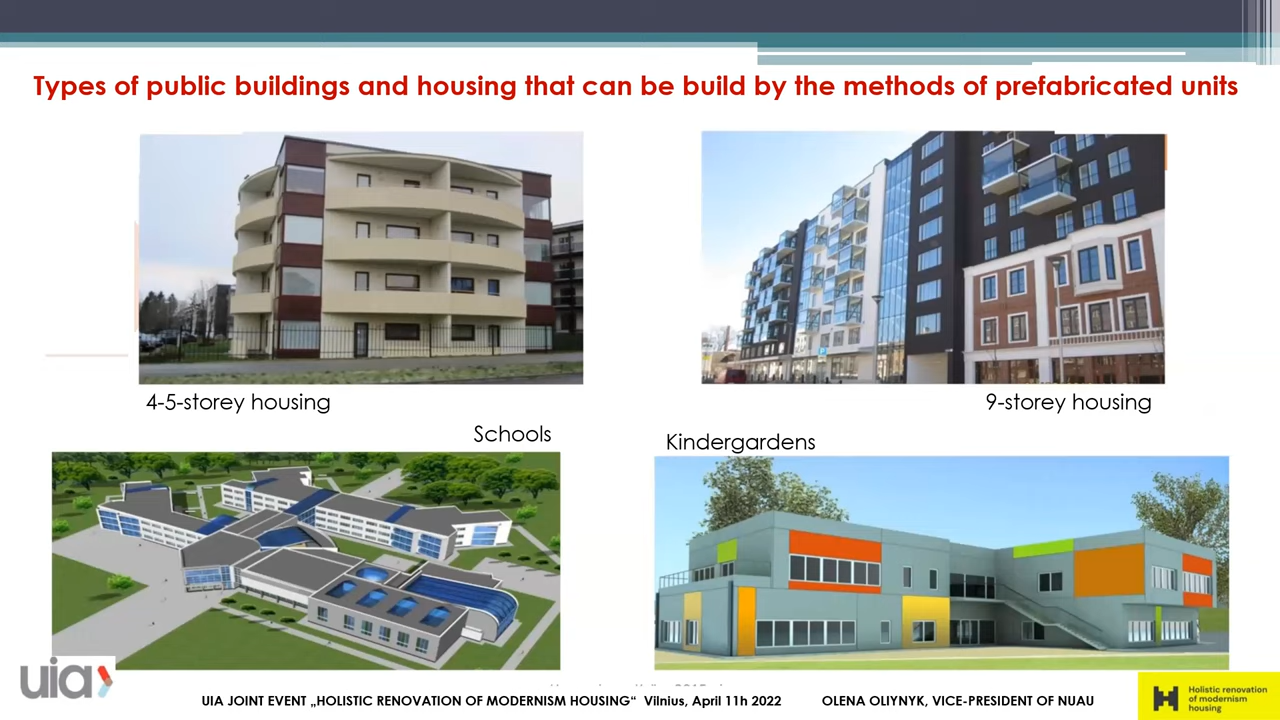 Types of public buildings and housing that can be build by the methods of prefabricated units
4-5-storey housing
9-storey housing
Schools
Kindergardens
uia
UIA JOINT EVENT „HOLISTIC RENOVATION OF MODERNISM HOUSING“ Vilnius, April 11h 2022
OLENA OLIYNYK, VICE-PRESIDENT OF NUAU
Holistic renovation
of modernism
housing